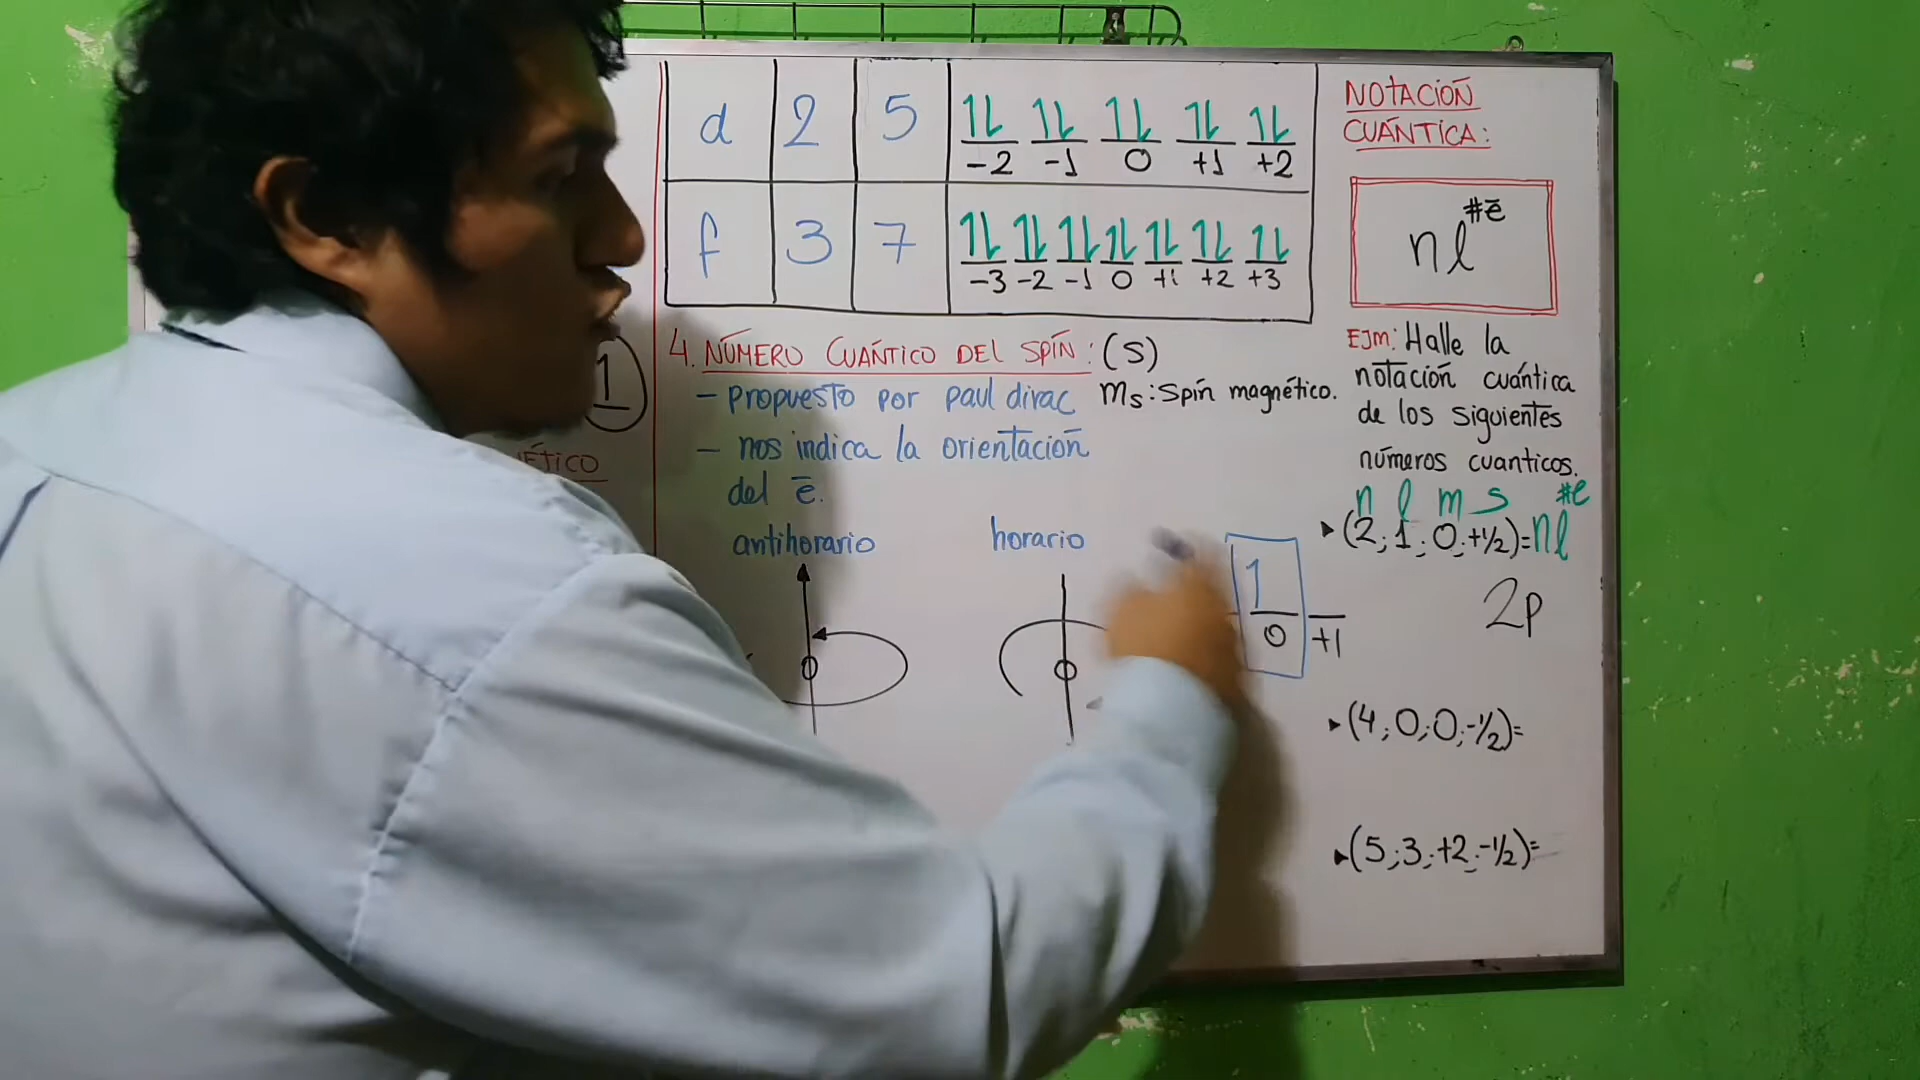 d 2 5 1l 1l 1l 1l 1l
-2 -1 0 +1 +2
f 3 7 1l 1l 1l 1l 1l 1l 1l
-3 -2 -1 0 +1 +2 +3
1
ÉTICO
4. NÚMERO CUÁNTICO DEL SPÍN: (S)
- propuesto por paul dirac
ms: Spín magnético.
- nos indica la orientación
del e̅.
antihorario
horario
1
0 +1
NOTACIÓN
CUÁNTICA:
nl #e̅
EJM: Halle la
notación cuántica
de los siguientes
números cuanticos.
n l m s #e
▸(2; 1; 0; +1/2)=nl
2p
▸(4; 0; 0; -1/2)=
▸(5; 3; +2; -1/2)=